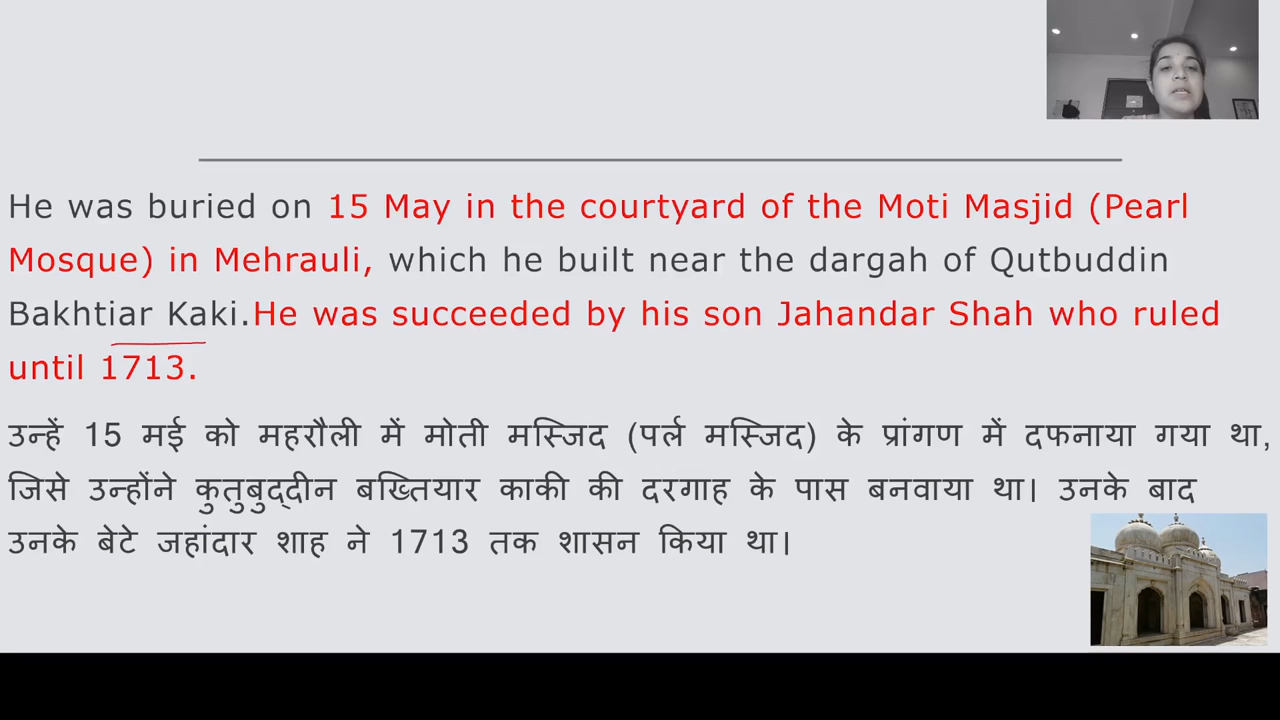 He was buried on 15 May in the courtyard of the Moti Masjid (Pearl
Mosque) in Mehrauli, which he built near the dargah of Qutbuddin
Bakhtiar Kaki.He was succeeded by his son Jahandar Shah who ruled
until 1713.
उन्हें 15 मई को महरौली में मोती मस्जिद (पर्ल मस्जिद) के प्रांगण में दफनाया गया था,
जिसे उन्होंने कुतुबुद्दीन बख्तियार काकी की दरगाह के पास बनवाया था। उनके बाद
उनके बेटे जहांदार शाह ने 1713 तक शासन किया था।